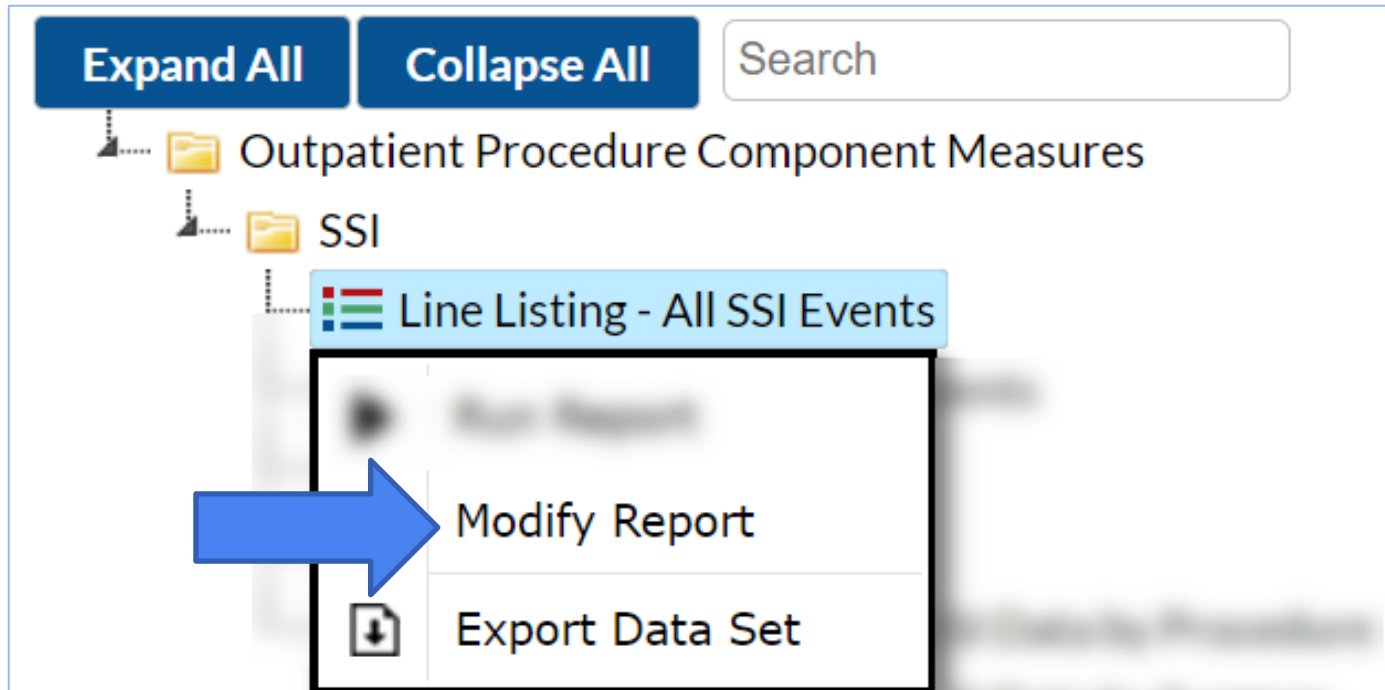 Expand All Collapse All Search
Outpatient Procedure Component Measures
SSI
Line Listing - All SSI Events
Modify Report
Export Data Set